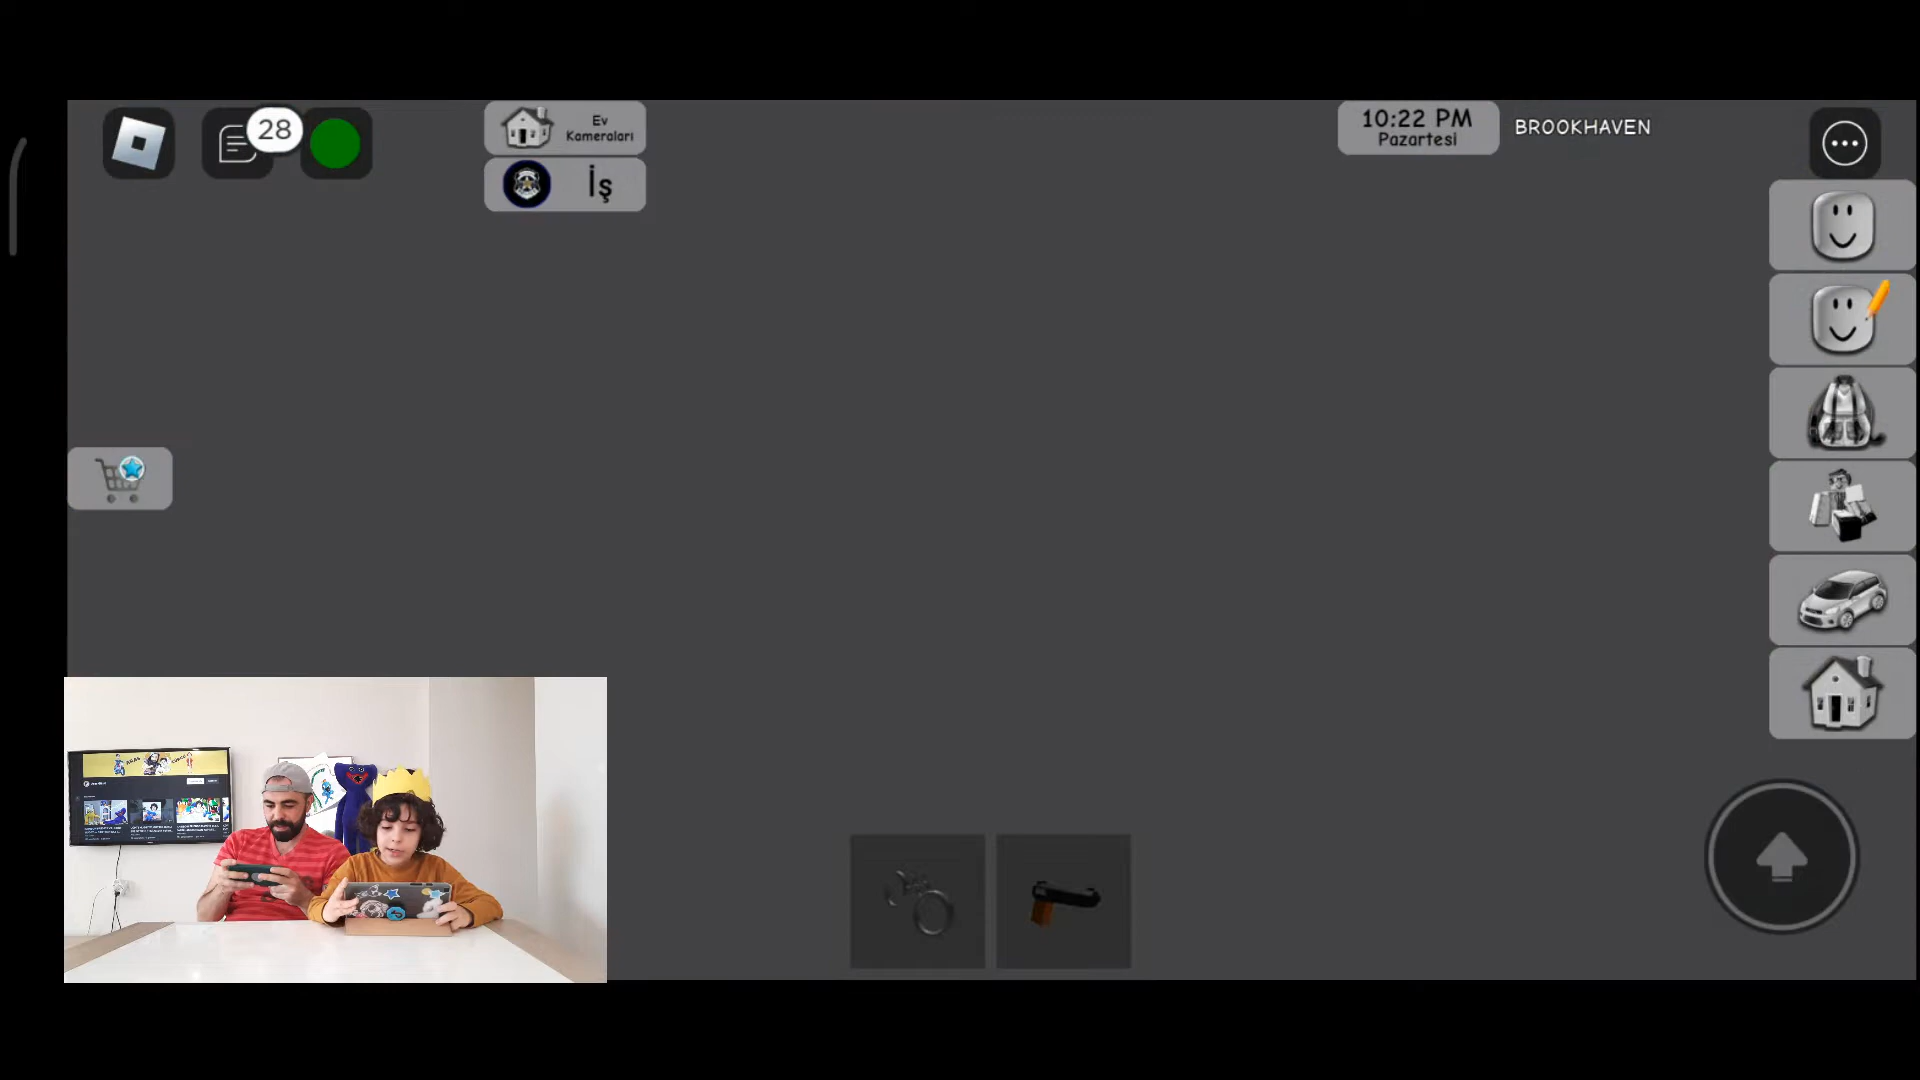 28
Ev
Kameraları
İş
10:22 PM
Pazartesi
BROOKHAVEN